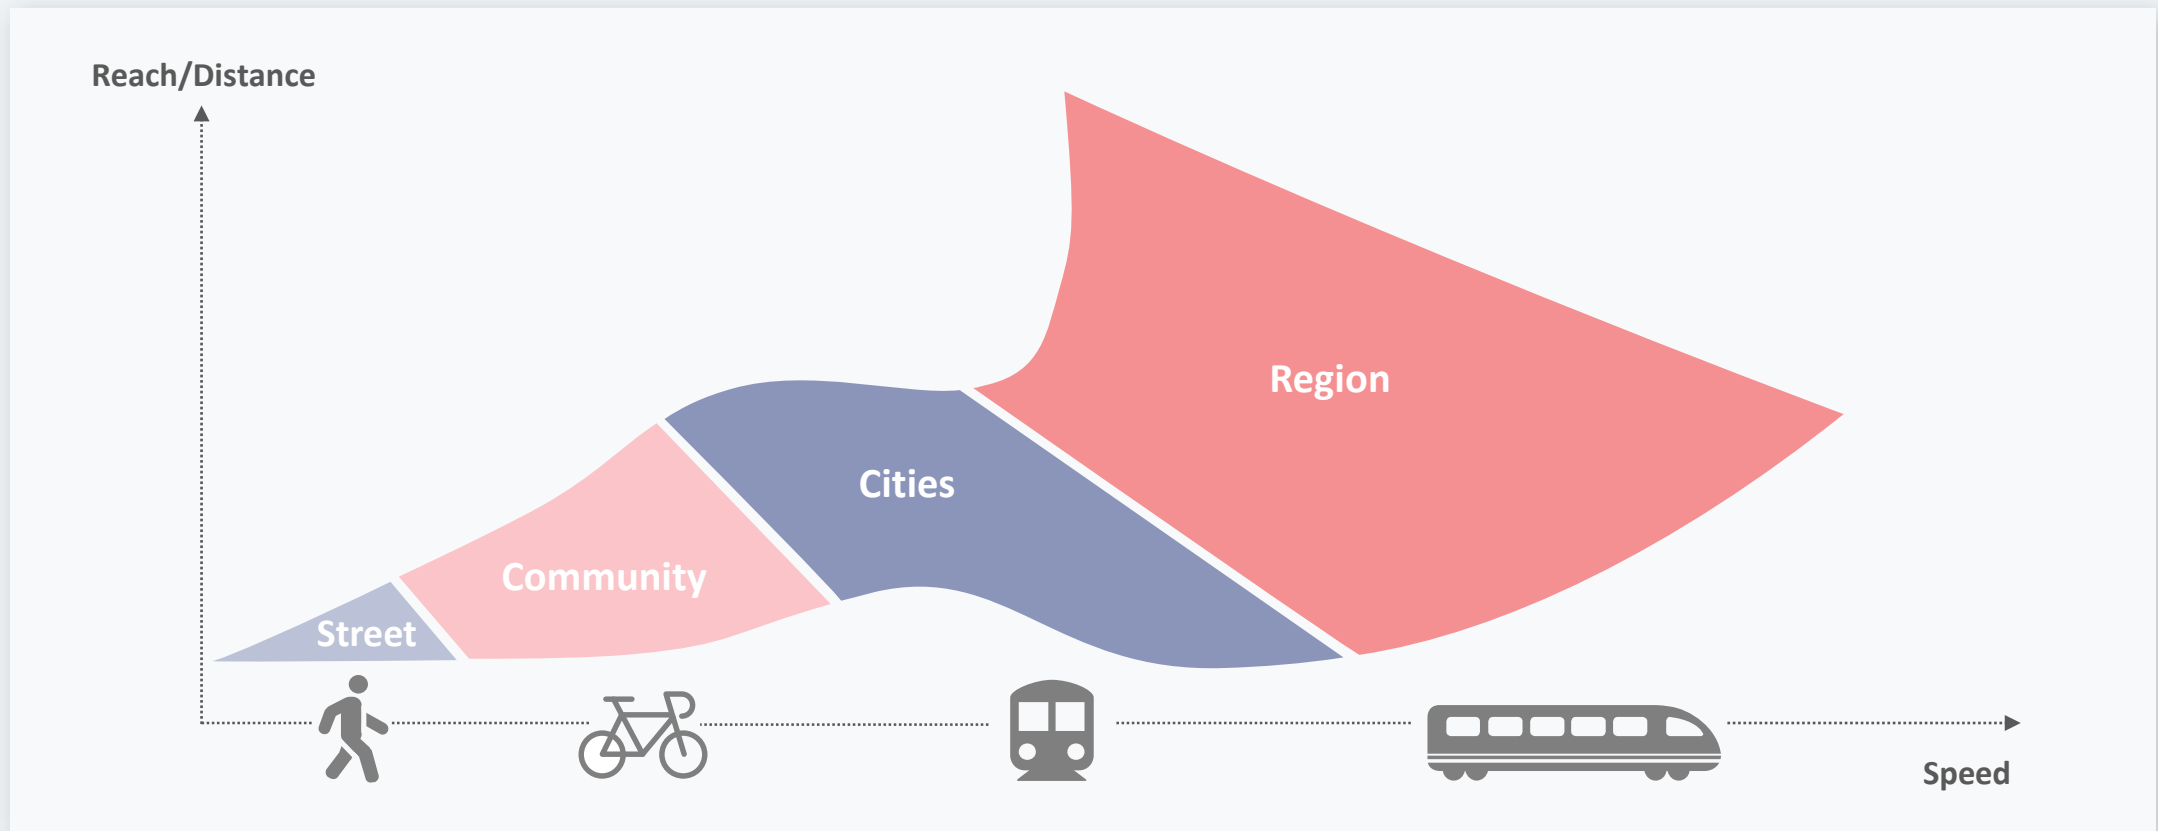 Reach/Distance
Region
Cities
Community
Street
Speed